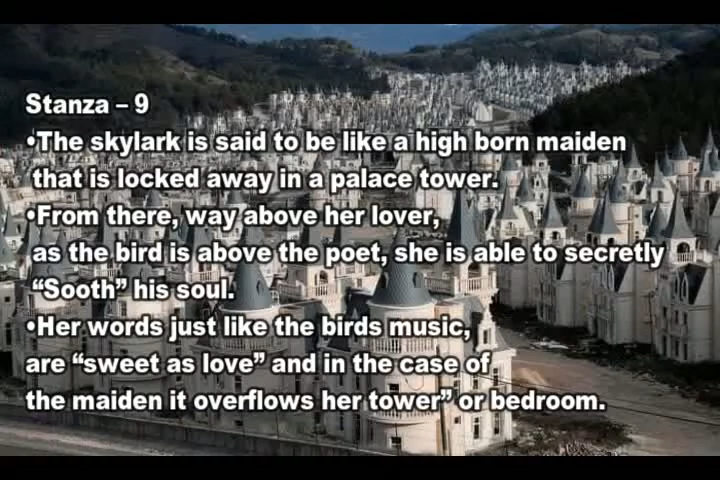 Stanza – 9
•The skylark is said to be like a high born maiden
that is locked away in a palace tower.
•From there, way above her lover,
as the bird is above the poet, she is able to secretly
“Sooth” his soul.
•Her words just like the birds music,
are “sweet as love” and in the case of
the maiden it overflows her tower” or bedroom.